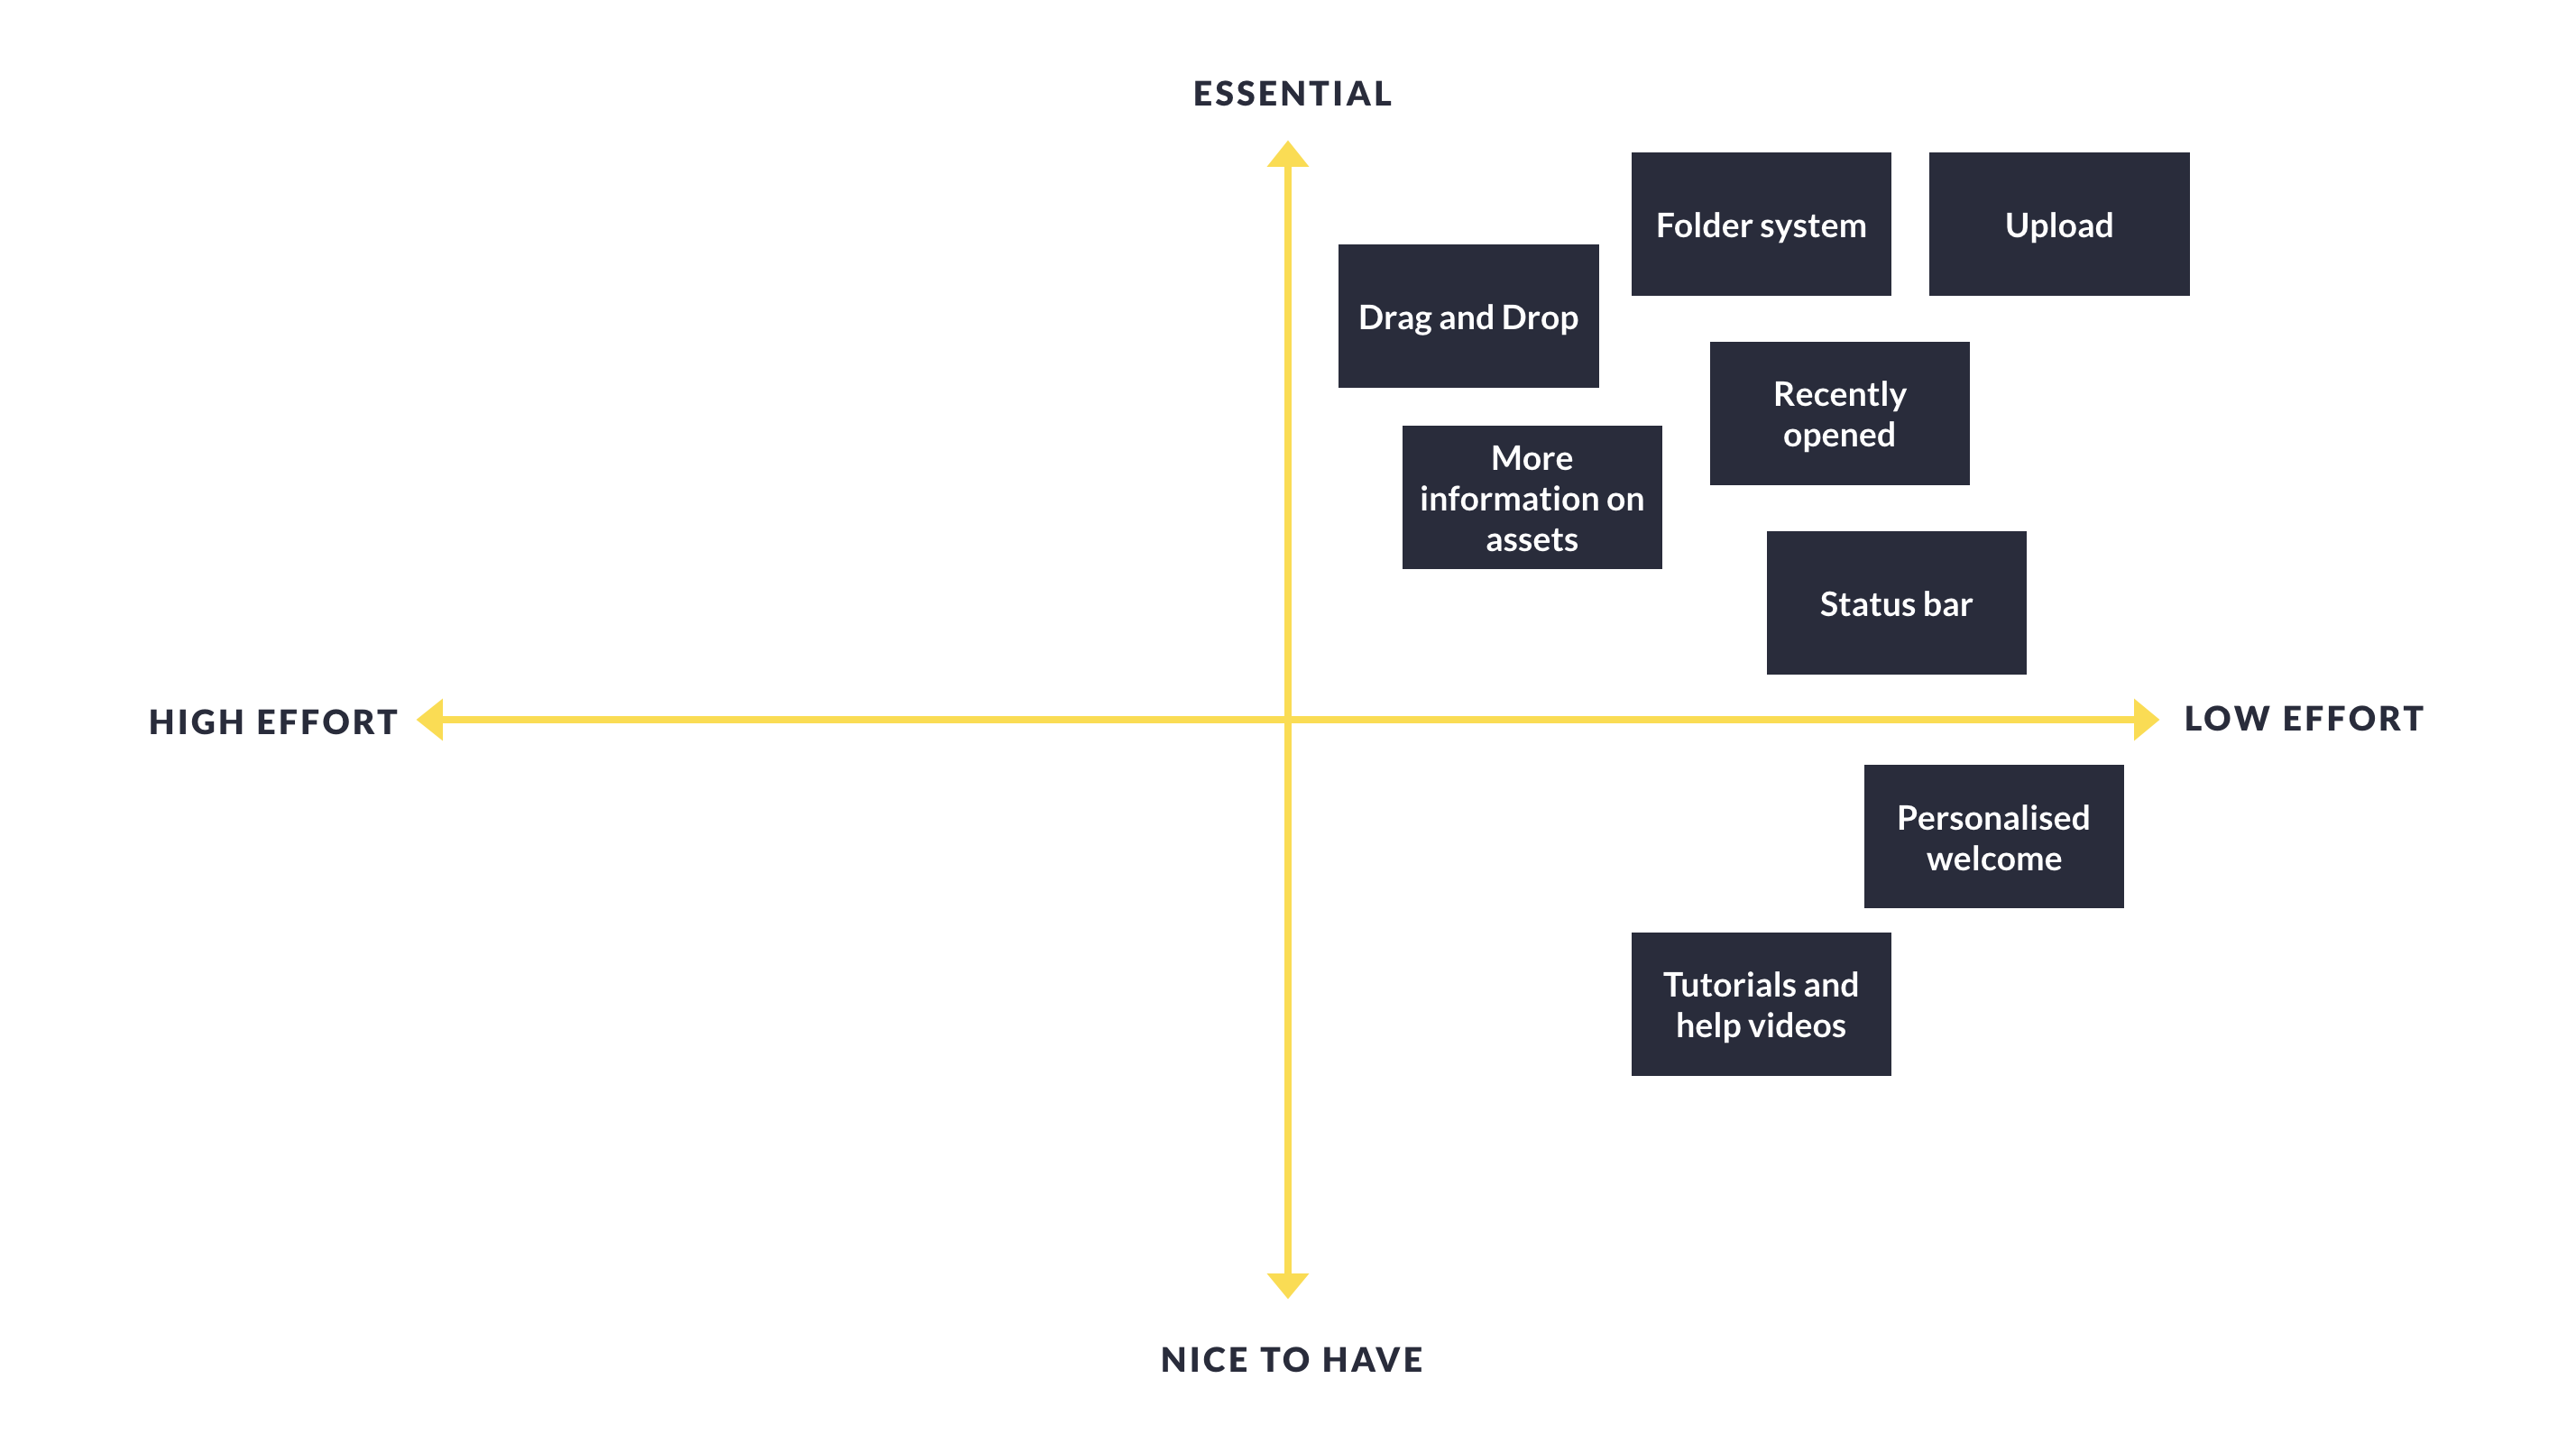 ESSENTIAL
Folder system
Upload
Drag and Drop
Recently
opened
More
information on
assets
Status bar
HIGH EFFORT
LOW EFFORT
Personalised
welcome
Tutorials and
help videos
NICE TO HAVE